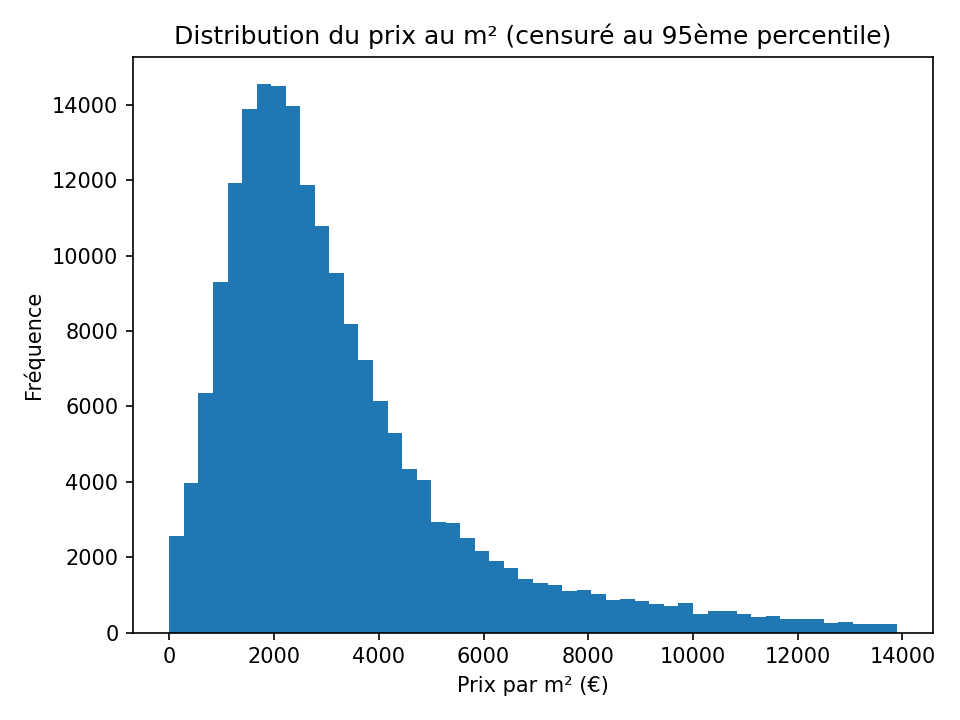 Distribution du prix au m² (censuré au 95ème percentile)
14000
12000
10000
8000
6000
4000
2000
0
Fréquence
0 2000 4000 6000 8000 10000 12000 14000
Prix par m² (€)